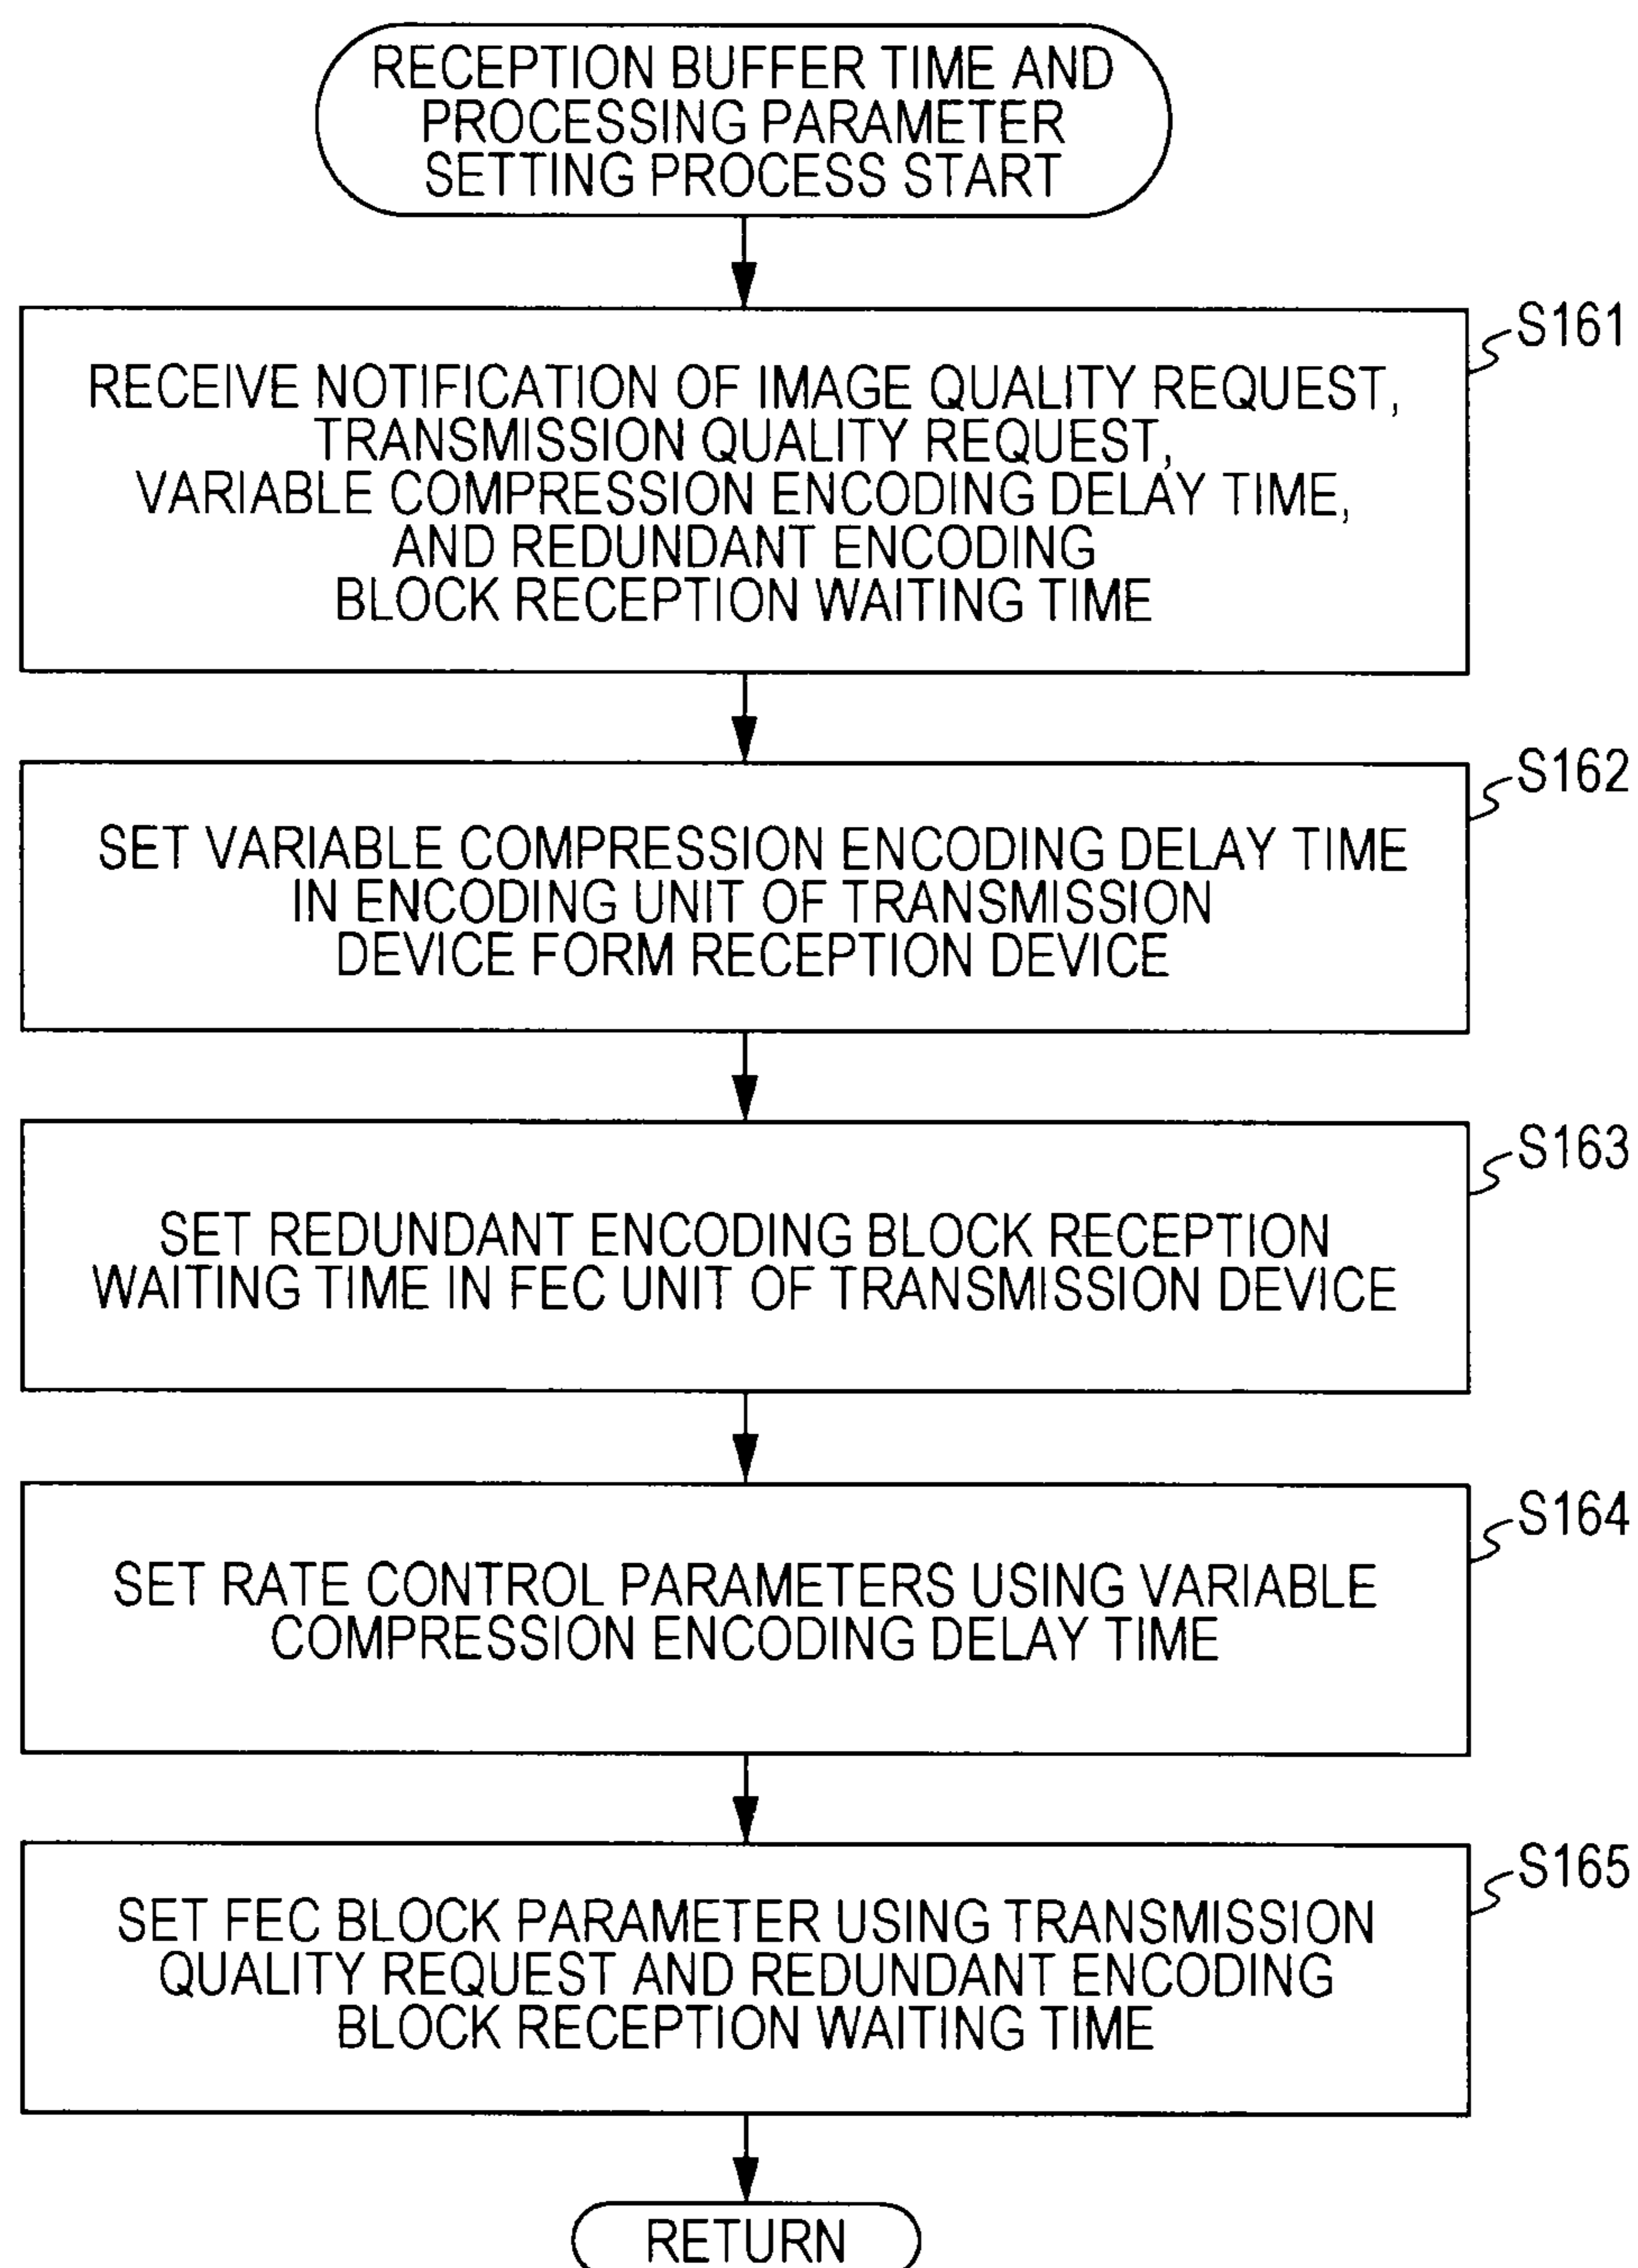 RECEPTION BUFFER TIME AND
PROCESSING PARAMETER
SETTING PROCESS START
S161
RECEIVE NOTIFICATION OF IMAGE QUALITY REQUEST,
TRANSMISSION QUALITY REQUEST,
VARIABLE COMPRESSION ENCODING DELAY TIME,
AND REDUNDANT ENCODING
BLOCK RECEPTION WAITING TIME
S162
SET VARIABLE COMPRESSION ENCODING DELAY TIME
IN ENCODING UNIT OF TRANSMISSION
DEVICE FORM RECEPTION DEVICE
S163
SET REDUNDANT ENCODING BLOCK RECEPTION
WAITING TIME IN FEC UNIT OF TRANSMISSION DEVICE
S164
SET RATE CONTROL PARAMETERS USING VARIABLE
COMPRESSION ENCODING DELAY TIME
S165
SET FEC BLOCK PARAMETER USING TRANSMISSION
QUALITY REQUEST AND REDUNDANT ENCODING
BLOCK RECEPTION WAITING TIME
RETURN